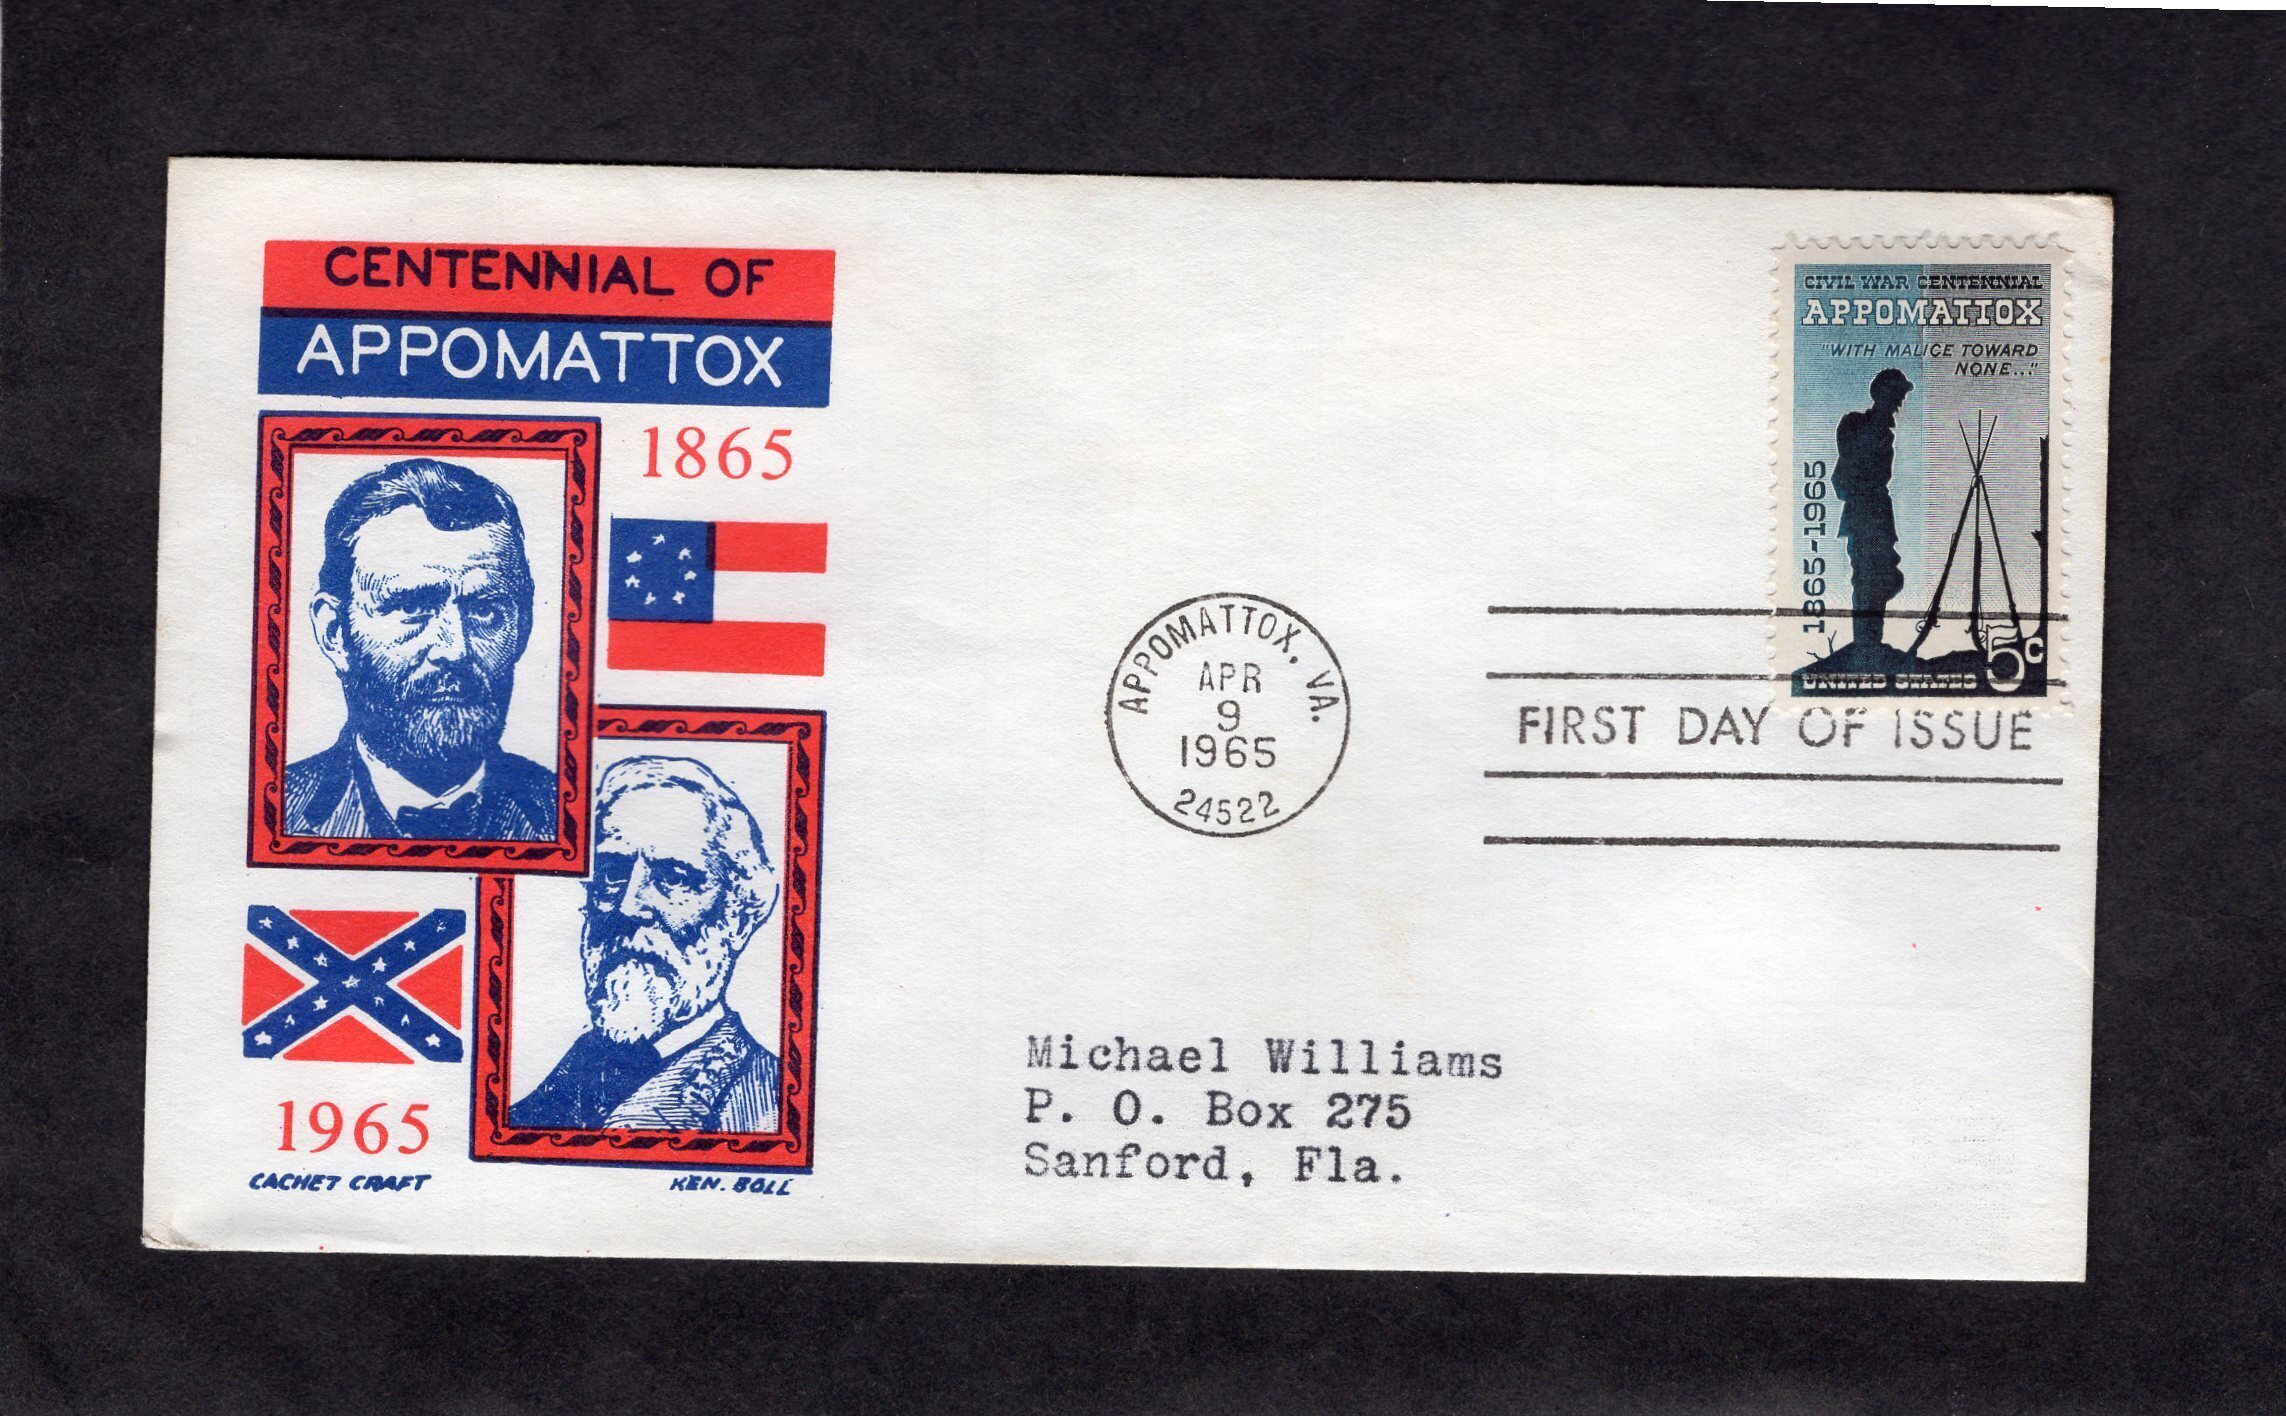 CENTENNIAL OF
APPOMATTOX
1865
1965
CACHET CRAFT
KEN. BOLL
APPOMATTOX, VA.
APR
9
1965
24522
CIVIL WAR CENTENNIAL
APPOMATTOX
"WITH MALICE TOWARD
NONE..."
1865-1965
5c
UNITED STATES
FIRST DAY OF ISSUE
Michael Williams
P. O. Box 275
Sanford, Fla.